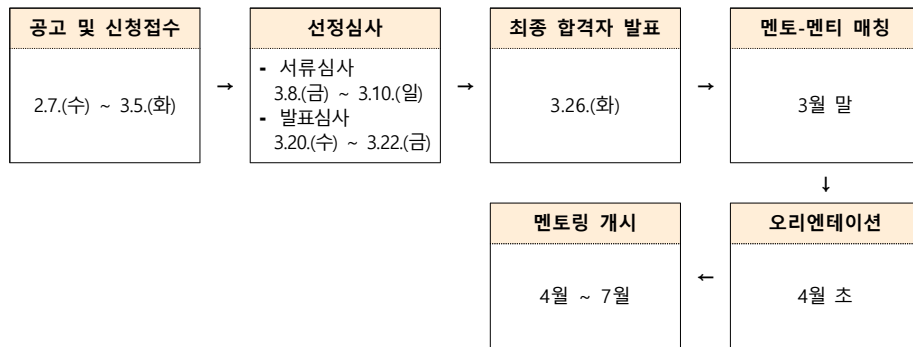 공고 및 신청접수
2.7.(수) ~ 3.5.(화)
→
선정심사
- 서류심사
3.8.(금) ~ 3.10.(일)
- 발표심사
3.20.(수) ~ 3.22.(금)
→
최종 합격자 발표
3.26.(화)
→
멘토-멘티 매칭
3월 말
↓
오리엔테이션
4월 초
←
멘토링 개시
4월 ~ 7월